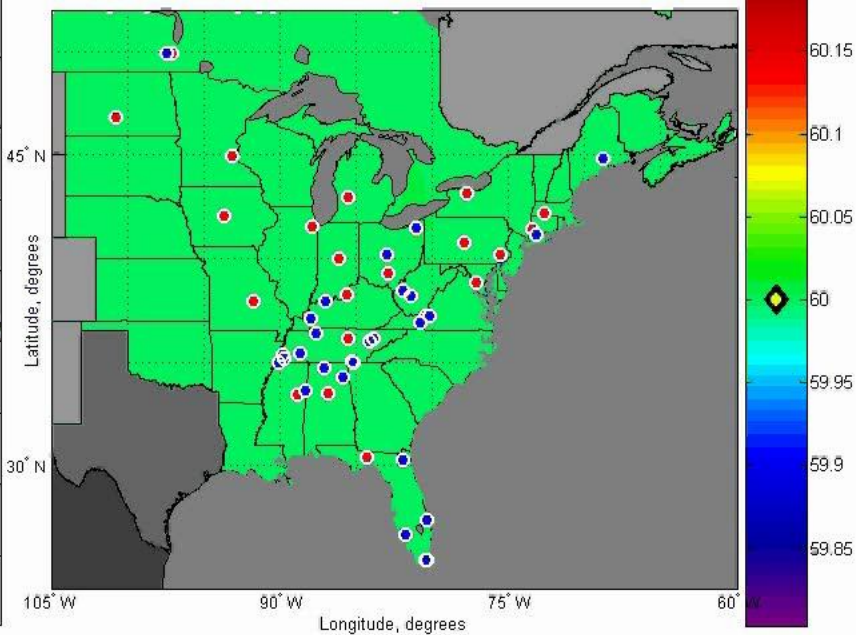 60.15
60.1
60.05
60
59.95
59.9
59.85
45° N
30° N
Latitude, degrees
105° W
90° W
75° W
60° W
Longitude, degrees